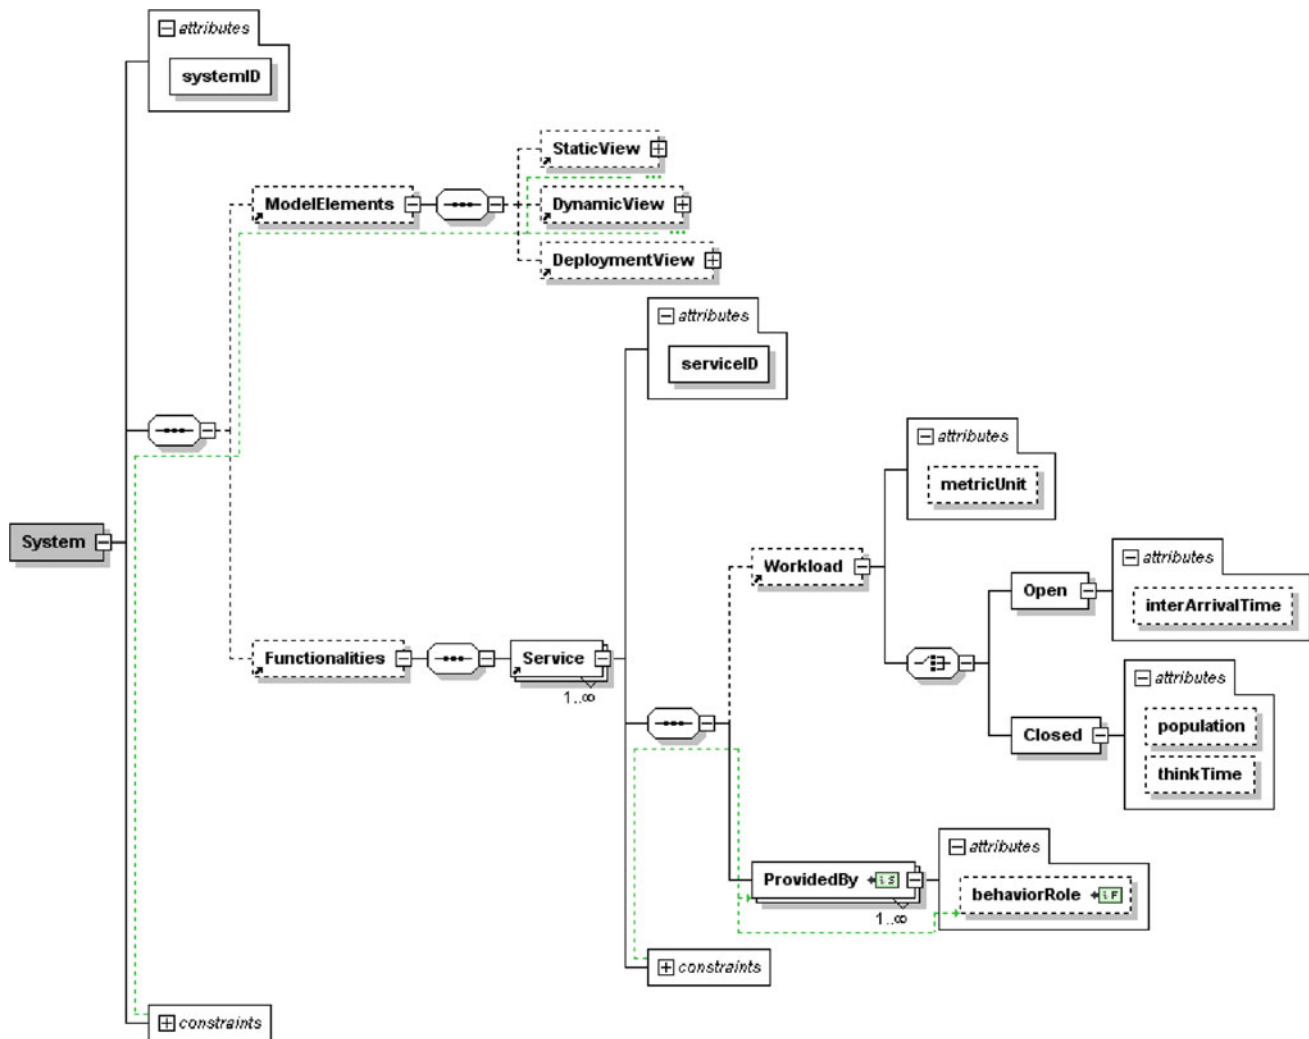 attributes
systemID
StaticView
ModelElements
DynamicView
DeploymentView
attributes
serviceID
attributes
metricUnit
System
Workload
attributes
Open
interArrivalTime
Functionalities
Service
1..∞
attributes
population
Closed
thinkTime
attributes
ProvidedBy
i S
behaviorRole
i F
1..∞
constraints
constraints